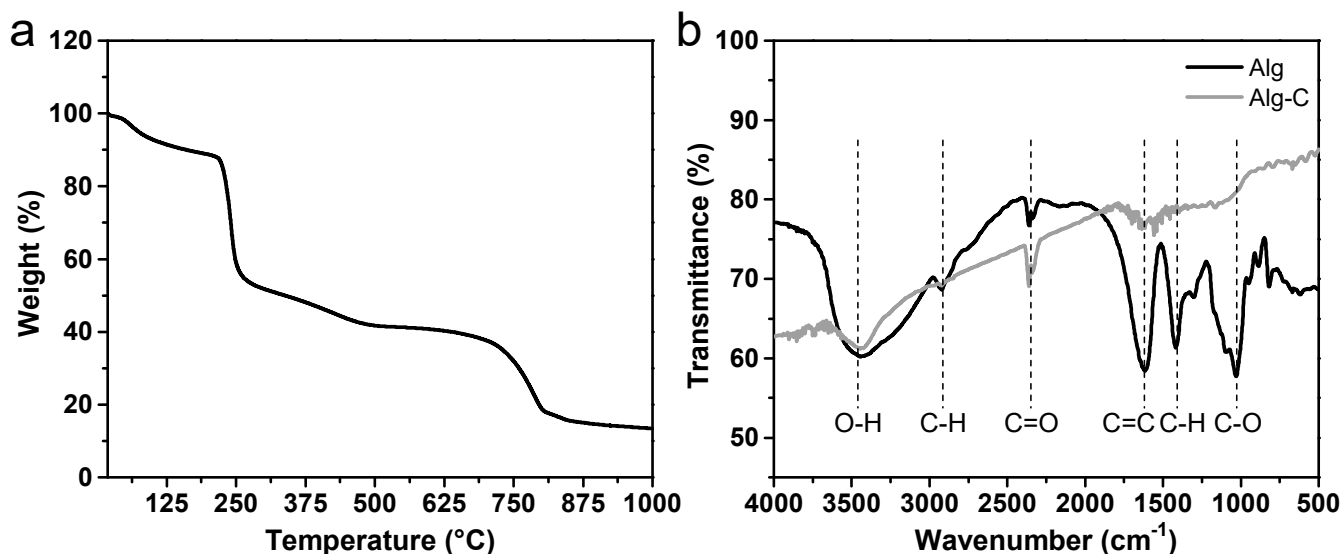 a
120
100
80
60
40
20
0
Weight (%)
125 250 375 500 625 750 875 1000
Temperature (°C)
b
100
90
80
70
60
50
Transmittance (%)
Alg
Alg-C
O-H C-H C=O C=C C-H C-O
4000 3500 3000 2500 2000 1500 1000 500
Wavenumber (cm⁻¹)